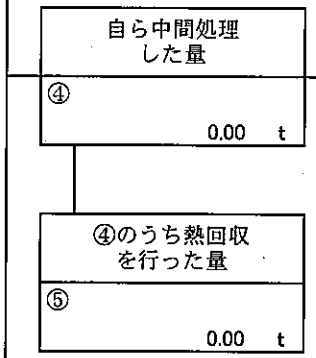 自ら中間処理
した量
④
0.00 t
④のうち熱回収
を行った量
⑤
0.00 t